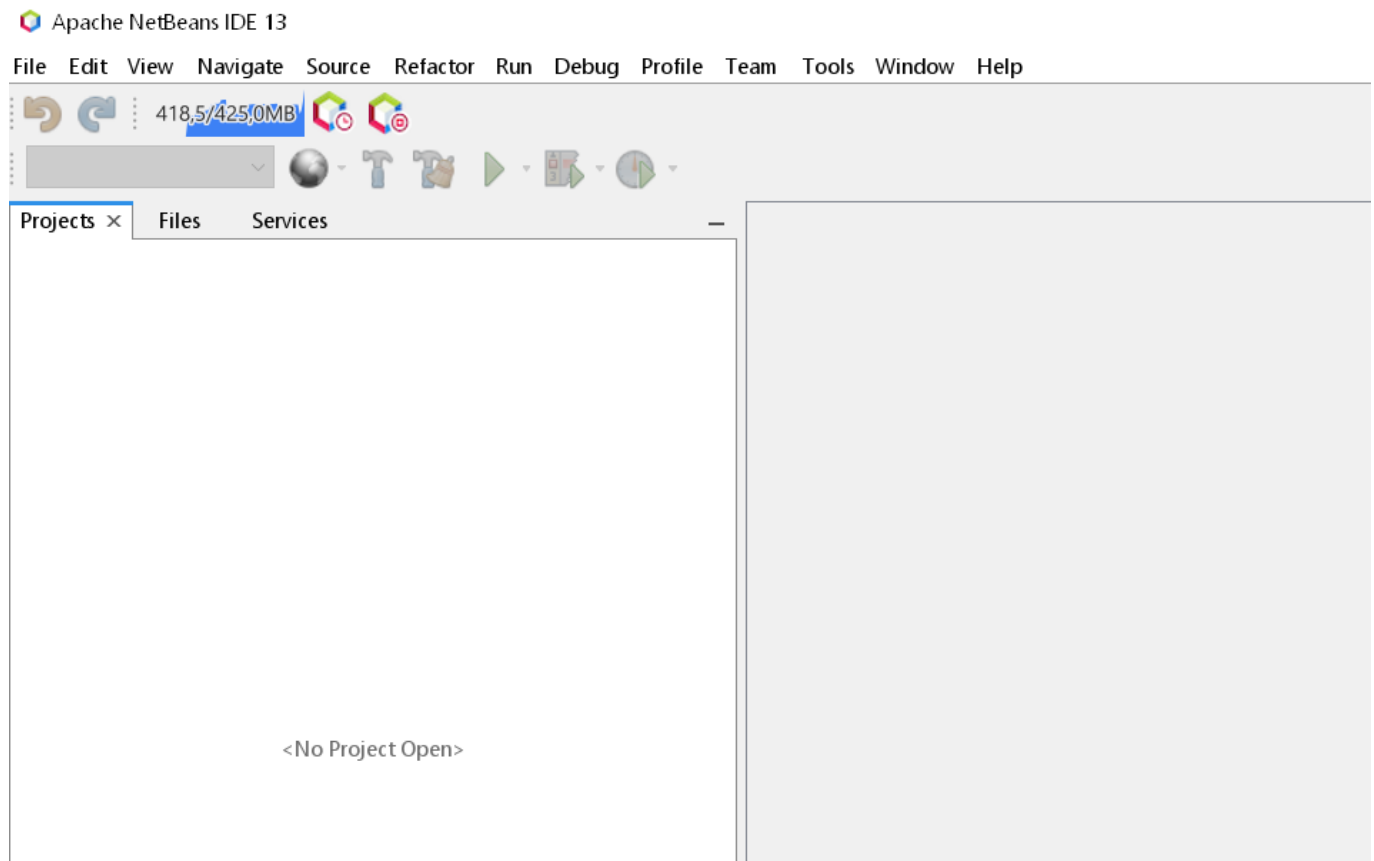 Apache NetBeans IDE 13
File Edit View Navigate Source Refactor Run Debug Profile Team Tools Window Help
418,5/425,0MB
Projects × Files Services
<No Project Open>